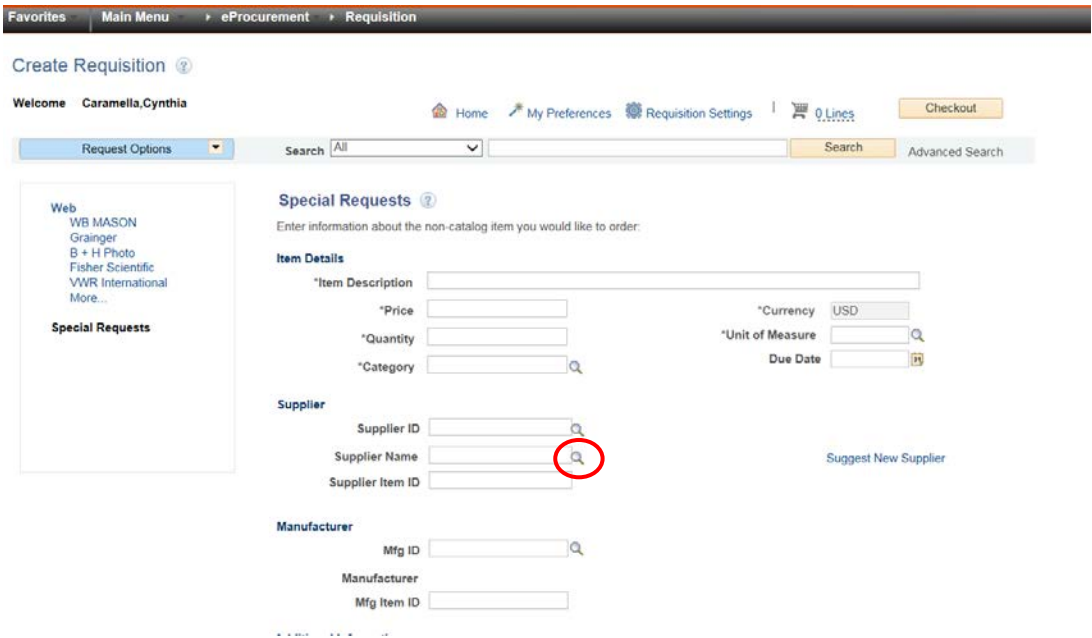 Favorites Main Menu eProcurement Requisition
Create Requisition ?
Welcome Caramella,Cynthia
Home My Preferences Requisition Settings | 0 Lines Checkout
Request Options Search All Search Advanced Search
Web
WB MASON
Grainger
B + H Photo
Fisher Scientific
VWR International
More...
Special Requests
Special Requests ?
Enter information about the non-catalog item you would like to order:
Item Details
*Item Description
*Price *Currency USD
*Quantity *Unit of Measure
*Category Due Date 31
Supplier
Supplier ID
Supplier Name Suggest New Supplier
Supplier Item ID
Manufacturer
Mfg ID
Manufacturer
Mfg Item ID